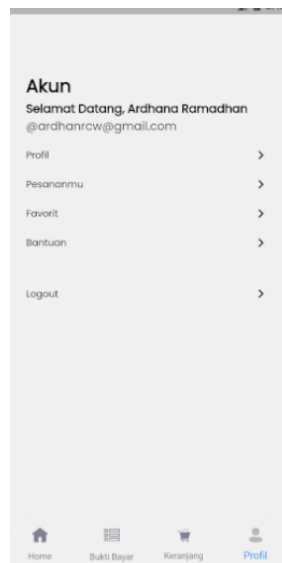 Akun
Selamat Datang, Ardhana Ramadhan
@ardhanrcw@gmail.com
Profil
Pesananmu
Favorit
Bantuan
Logout
Home Bukti Bayar Keranjang Profil